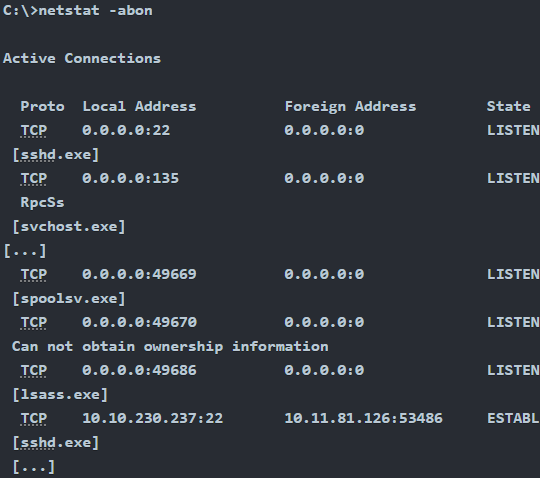 C:\>netstat -abon
Active Connections
Proto  Local Address          Foreign Address        State
TCP    0.0.0.0:22             0.0.0.0:0              LISTEN
[sshd.exe]
TCP    0.0.0.0:135            0.0.0.0:0              LISTEN
RpcSs
[svchost.exe]
[...]
TCP    0.0.0.0:49669          0.0.0.0:0              LISTEN
[spoolsv.exe]
TCP    0.0.0.0:49670          0.0.0.0:0              LISTEN
Can not obtain ownership information
TCP    0.0.0.0:49686          0.0.0.0:0              LISTEN
[lsass.exe]
TCP    10.10.230.237:22       10.11.81.126:53486     ESTABL
[sshd.exe]
[...]